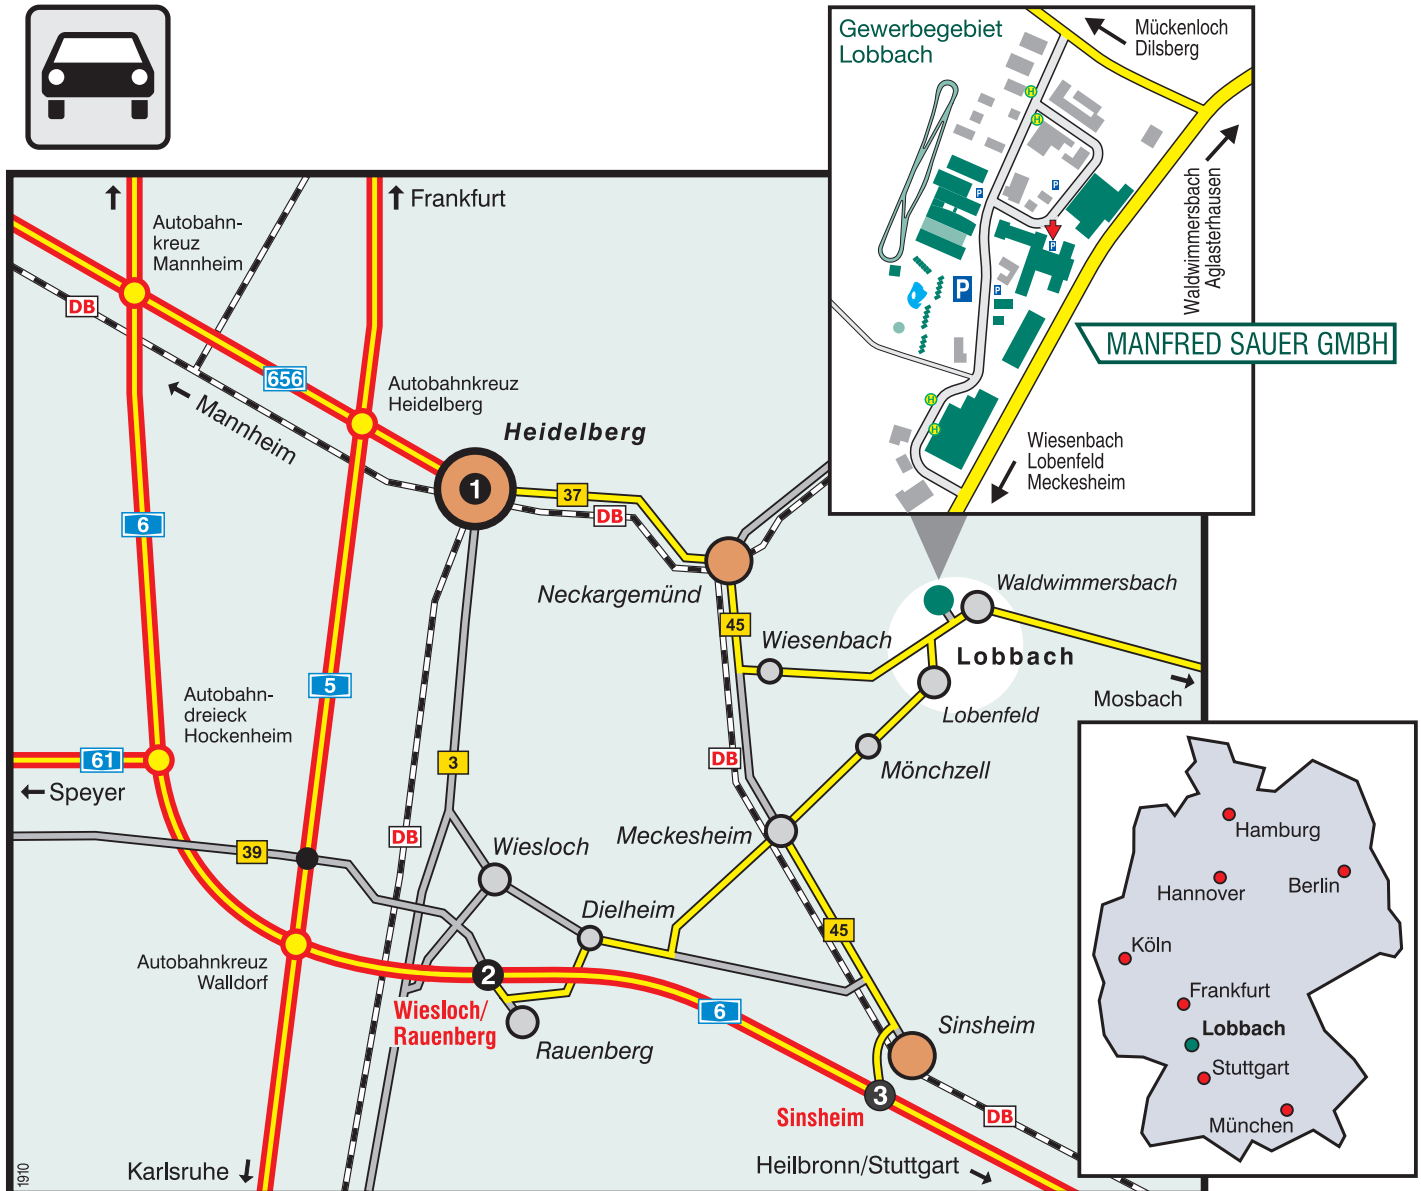 Gewerbegebiet
Lobbach
Mückenloch
Dilsberg
H
H
P
P
P
P
P
H
H
Waldwimmersbach
Aglasterhausen
MANFRED SAUER GMBH
Wiesenbach
Lobenfeld
Meckesheim
Frankfurt
Autobahn-
kreuz
Mannheim
DB
656
Autobahnkreuz
Heidelberg
Mannheim
Heidelberg
1
37
DB
6
Neckargemünd
45
Waldwimmersbach
Wiesenbach
Lobbach
Mosbach
5
Autobahn-
dreieck
Hockenheim
Lobenfeld
61
3
DB
Mönchzell
Speyer
DB
Meckesheim
39
Wiesloch
Dielheim
45
Autobahnkreuz
Walldorf
2
Wiesloch/
Rauenberg
6
Rauenberg
Sinsheim
3
Sinsheim
DB
Karlsruhe
Heilbronn/Stuttgart
1910
Hamburg
Hannover
Berlin
Köln
Frankfurt
Lobbach
Stuttgart
München